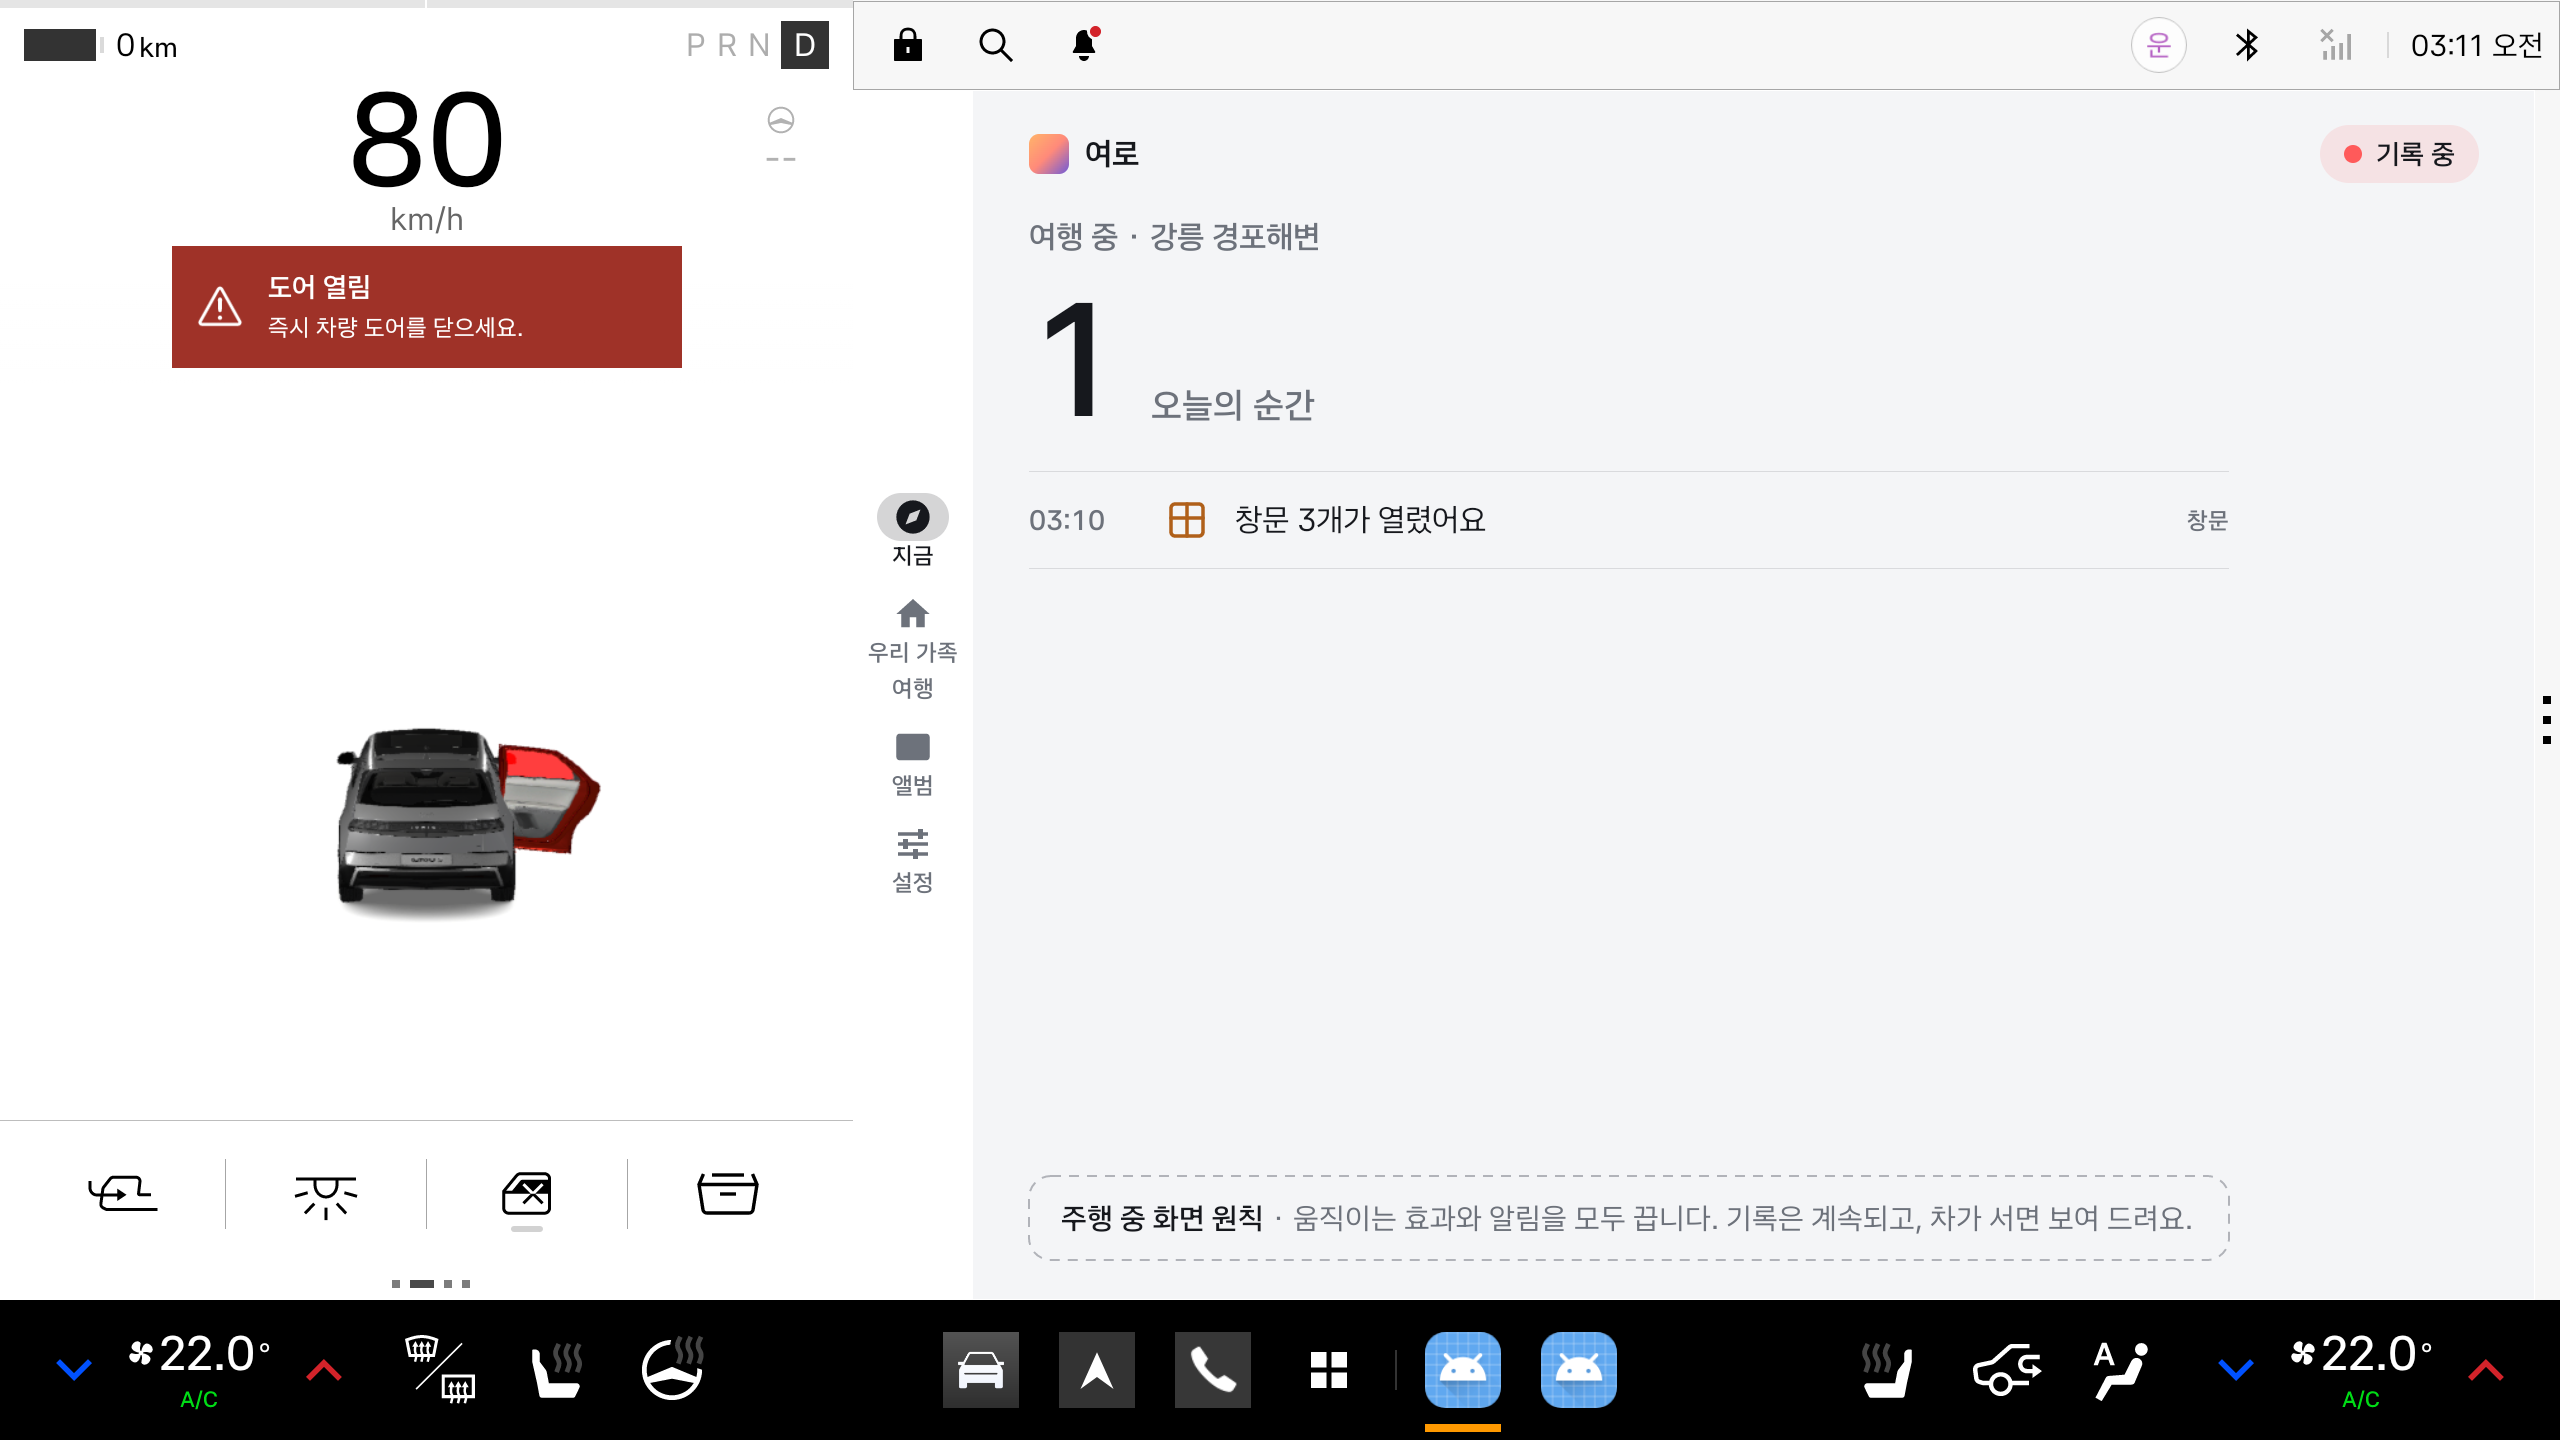 0 km
P R N D
80
km/h
--
도어 열림
즉시 차량 도어를 닫으세요.
운
03:11 오전
여로
기록 중
여행 중 · 강릉 경포해변
1 오늘의 순간
03:10 창문 3개가 열렸어요 창문
지금
우리 가족
여행
앨범
설정
주행 중 화면 원칙 · 움직이는 효과와 알림을 모두 끕니다. 기록은 계속되고, 차가 서면 보여 드려요.
22.0°
A/C
A
22.0°
A/C